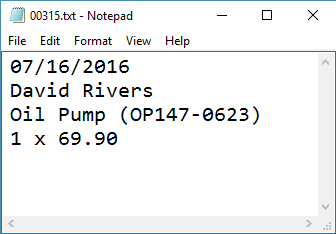 00315.txt - Notepad
File Edit Format View Help
07/16/2016
David Rivers
Oil Pump (OP147-0623)
1 x 69.90